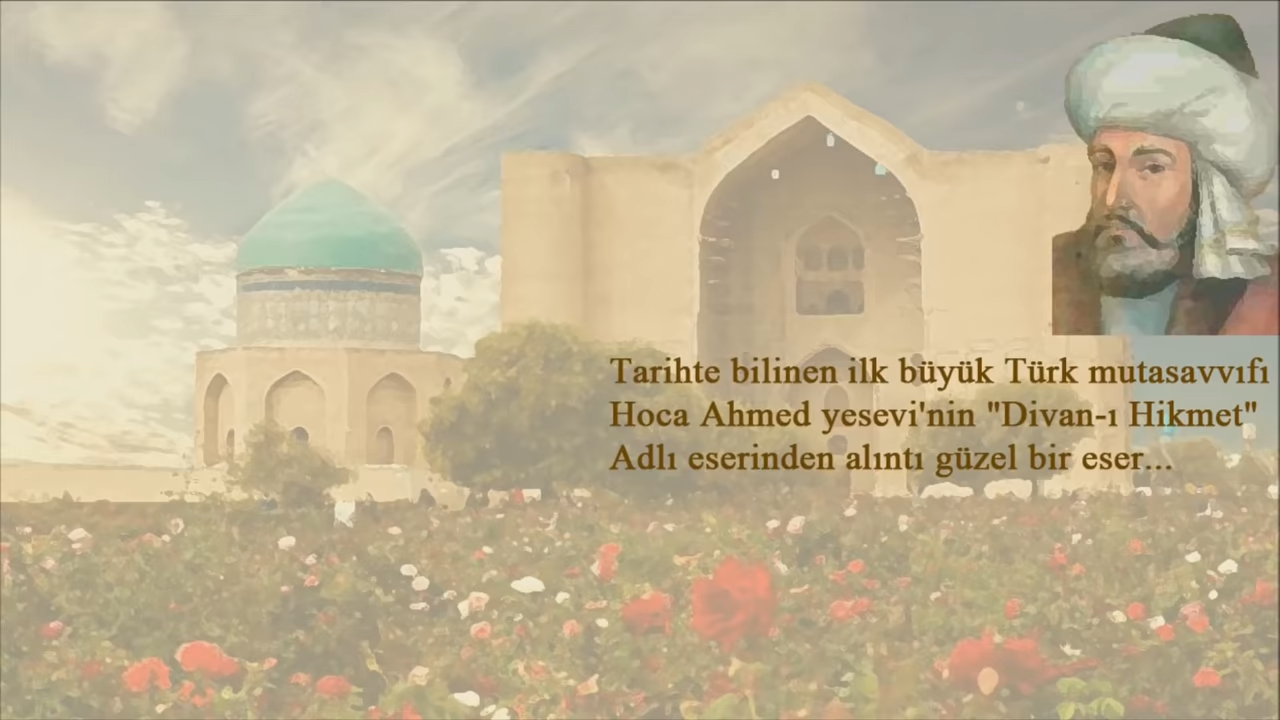 Tarihte bilinen ilk büyük Türk mutasavvıfı
Hoca Ahmed yesevi'nin "Divan-ı Hikmet"
Adlı eserinden alıntı güzel bir eser...